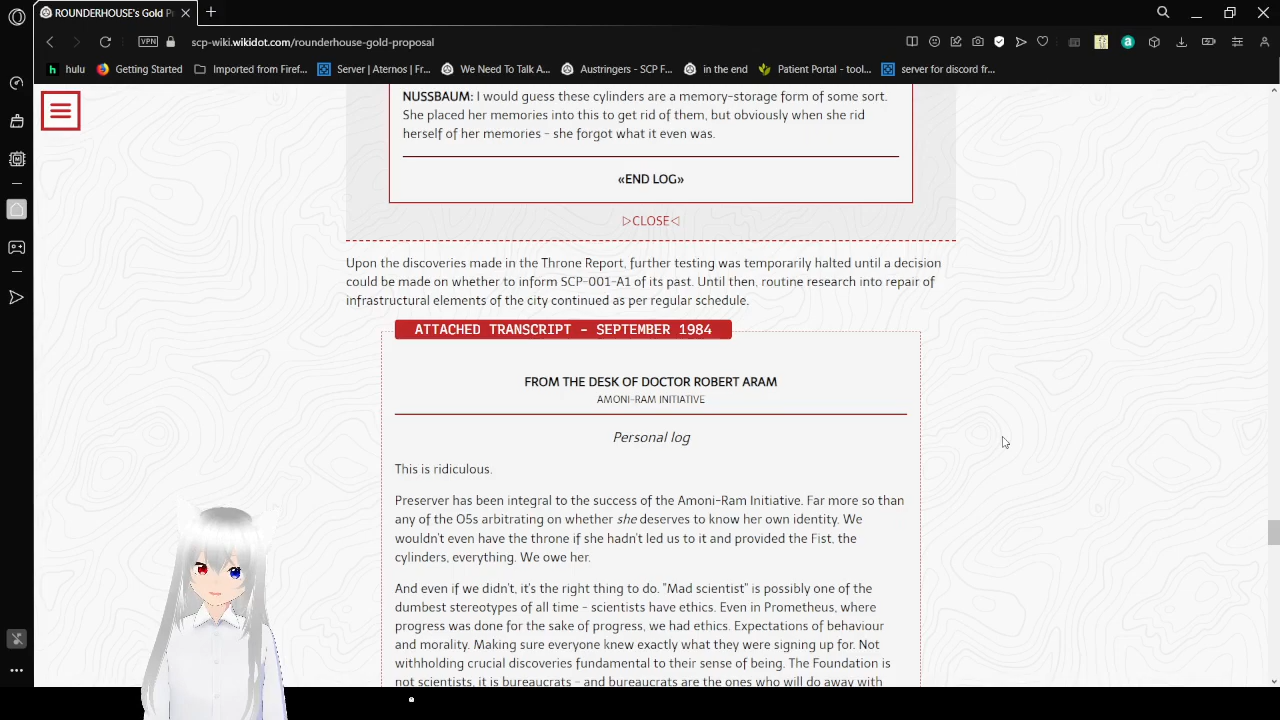 ROUNDERHOUSE's Gold P
VPN
scp-wiki.wikidot.com/rounderhouse-gold-proposal
hulu
Getting Started
Imported from Firef...
Server | Aternos | Fr...
We Need To Talk A...
Austringers - SCP F...
in the end
Patient Portal - tool...
server for discord fr...
NUSSBAUM: I would guess these cylinders are a memory-storage form of some sort.
She placed her memories into this to get rid of them, but obviously when she rid
herself of her memories - she forgot what it even was.
«END LOG»
▷CLOSE◁
Upon the discoveries made in the Throne Report, further testing was temporarily halted until a decision
could be made on whether to inform SCP-001-A1 of its past. Until then, routine research into repair of
infrastructural elements of the city continued as per regular schedule.
ATTACHED TRANSCRIPT - SEPTEMBER 1984
FROM THE DESK OF DOCTOR ROBERT ARAM
AMONI-RAM INITIATIVE
Personal log
This is ridiculous.
Preserver has been integral to the success of the Amoni-Ram Initiative. Far more so than
any of the O5s arbitrating on whether she deserves to know her own identity. We
wouldn't even have the throne if she hadn't led us to it and provided the Fist, the
cylinders, everything. We owe her.
And even if we didn't, it's the right thing to do. "Mad scientist" is possibly one of the
dumbest stereotypes of all time - scientists have ethics. Even in Prometheus, where
progress was done for the sake of progress, we had ethics. Expectations of behaviour
and morality. Making sure everyone knew exactly what they were signing up for. Not
withholding crucial discoveries fundamental to their sense of being. The Foundation is
not scientists, it is bureaucrats - and bureaucrats are the ones who will do away with